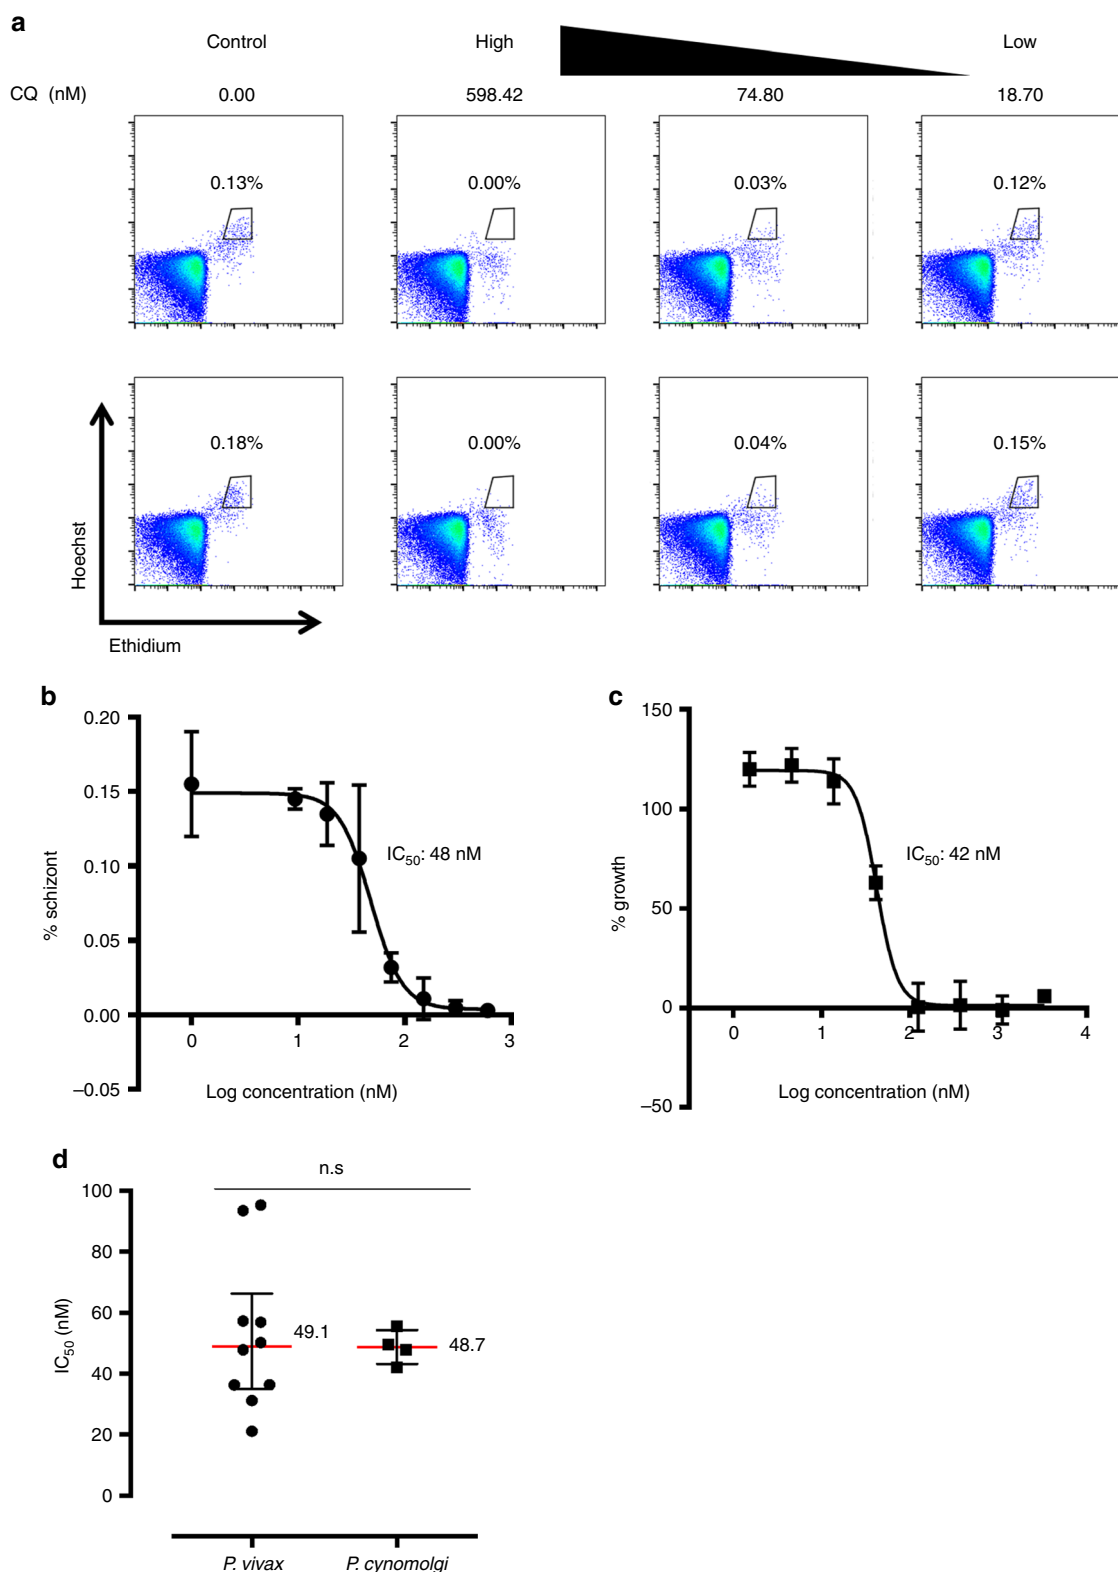 a
Control High Low
CQ (nM) 0.00 598.42 74.80 18.70
0.13% 0.00% 0.03% 0.12%
0.18% 0.00% 0.04% 0.15%
Hoechst
Ethidium
b
0.20
0.15
0.10
0.05
0.00
−0.05
% schizont
IC50: 48 nM
0 1 2 3
Log concentration (nM)
c
150
100
50
0
−50
% growth
IC50: 42 nM
0 1 2 3 4
Log concentration (nM)
d
n.s
100
80
60
40
20
0
IC50 (nM)
49.1
48.7
P. vivax P. cynomolgi